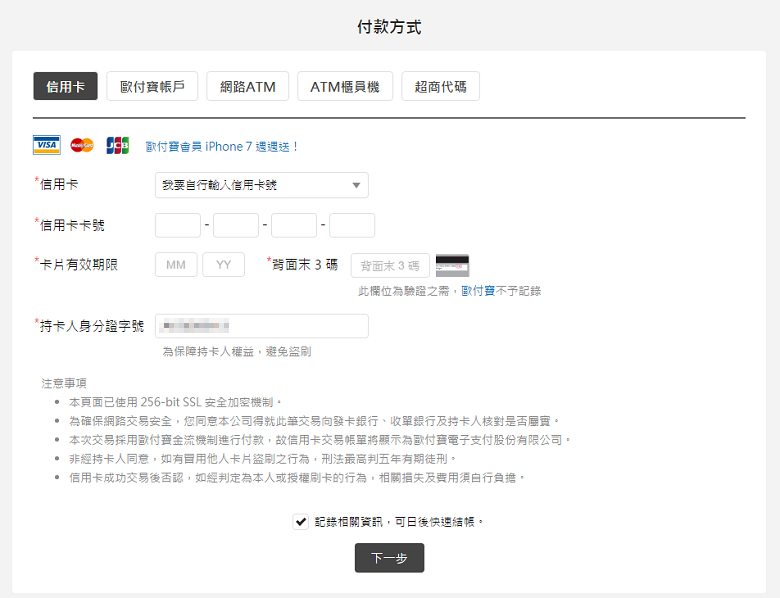 付款方式
信用卡 歐付寶帳戶 網路ATM ATM櫃員機 超商代碼
VISA MasterCard JCB 歐付寶會員 iPhone 7 週週送！
*信用卡 我要自行輸入信用卡號
*信用卡卡號 - - -
*卡片有效期限 MM YY *背面末 3 碼 背面末 3 碼
此欄位為驗證之需，歐付寶不予記錄
*持卡人身分證字號
為保障持卡人權益，避免盜刷
注意事項
• 本頁面已使用 256-bit SSL 安全加密機制。
• 為確保網路交易安全，您同意本公司得就此筆交易向發卡銀行、收單銀行及持卡人核對是否屬實。
• 本次交易採用歐付寶金流機制進行付款，故信用卡交易帳單將顯示為歐付寶電子支付股份有限公司。
• 非經持卡人同意，如有冒用他人卡片盜刷之行為，刑法最高判五年有期徒刑。
• 信用卡成功交易後否認，如經判定為本人或授權刷卡的行為，相關損失及費用須自行負擔。
記錄相關資訊，可日後快速結帳。
下一步